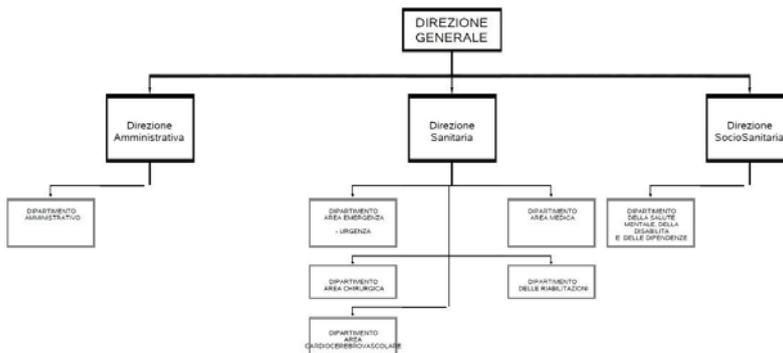 DIREZIONE
GENERALE
Direzione
Amministrativa
Direzione
Sanitaria
Direzione
SocioSanitaria
DIPARTIMENTO
AMMINISTRATIVO
DIPARTIMENTO
AREA EMERGENZA
- URGENZA
DIPARTIMENTO
AREA MEDICA
DIPARTIMENTO
DELLA SALUTE
MENTALE, DELLA
DISABILITÀ
E DELLE DIPENDENZE
DIPARTIMENTO
AREA CHIRURGICA
DIPARTIMENTO
DELLE RIABILITAZIONI
DIPARTIMENTO
AREA
CARDIOCEREBROVASCOLARE